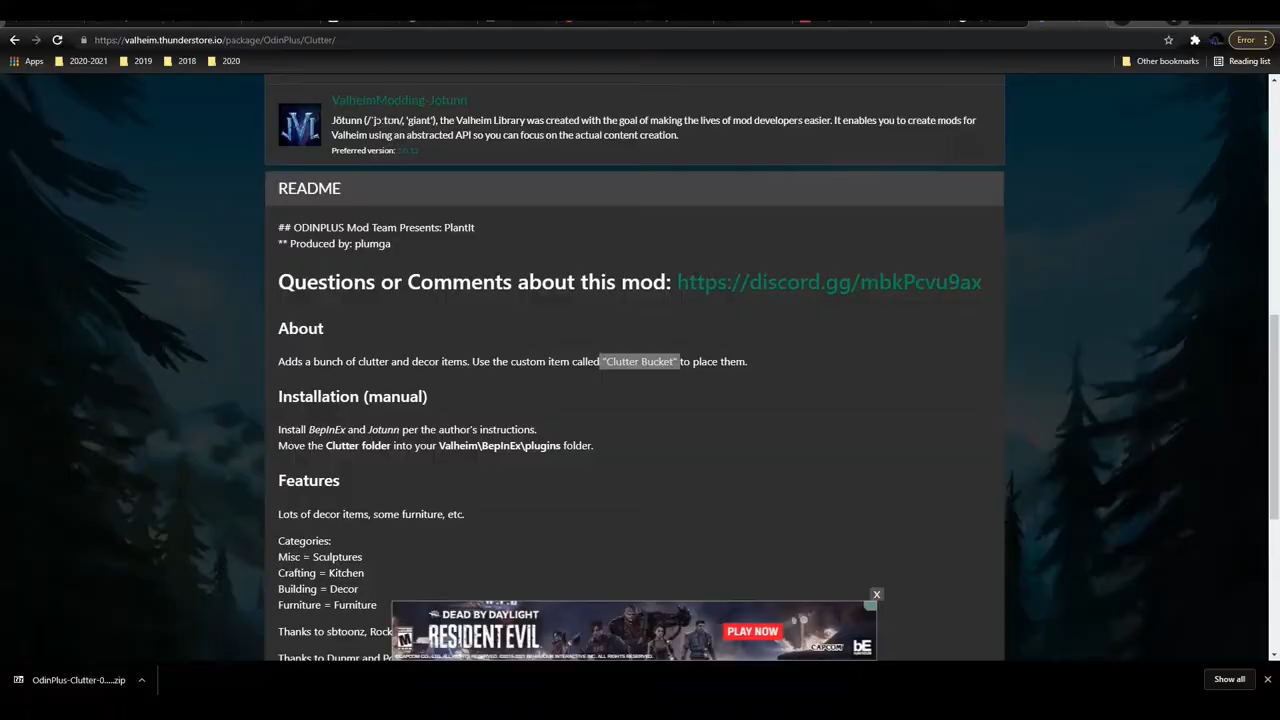 https://valheim.thunderstore.io/package/OdinPlus/Clutter/
Error
Apps
2020-2021
2019
2018
2020
Other bookmarks
Reading list
ValheimModding-Jotunn
Jötunn (/ˈjɔːtʊn/, 'giant'), the Valheim Library was created with the goal of making the lives of mod developers easier. It enables you to create mods for
Valheim using an abstracted API so you can focus on the actual content creation.
Preferred version:
README
## ODINPLUS Mod Team Presents: PlantIt
** Produced by: plumga
Questions or Comments about this mod: https://discord.gg/mbkPcvu9ax
About
Adds a bunch of clutter and decor items. Use the custom item called "Clutter Bucket" to place them.
Installation (manual)
Install BepInEx and Jotunn per the author's instructions.
Move the Clutter folder into your Valheim\BepInEx\plugins folder.
Features
Lots of decor items, some furniture, etc.
Categories:
Misc = Sculptures
Crafting = Kitchen
Building = Decor
Furniture = Furniture
X
DEAD BY DAYLIGHT
RESIDENT EVIL
PLAY NOW
CAPCOM
bE
Thanks to sbtoonz, Rock
Thanks to Dunmr and
OdinPlus-Clutter-0.....zip
Show all